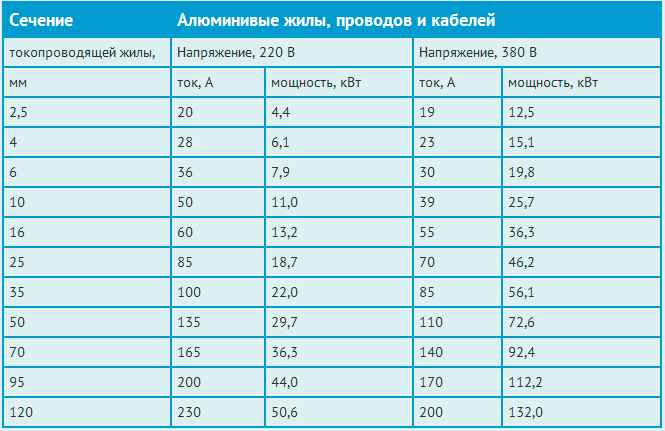 Сечение Алюминивые жилы, проводов и кабелей
токопроводящей жилы, Напряжение, 220 В Напряжение, 380 В
мм ток, А мощность, кВт ток, А мощность, кВт
2,5 20 4,4 19 12,5
4 28 6,1 23 15,1
6 36 7,9 30 19,8
10 50 11,0 39 25,7
16 60 13,2 55 36,3
25 85 18,7 70 46,2
35 100 22,0 85 56,1
50 135 29,7 110 72,6
70 165 36,3 140 92,4
95 200 44,0 170 112,2
120 230 50,6 200 132,0